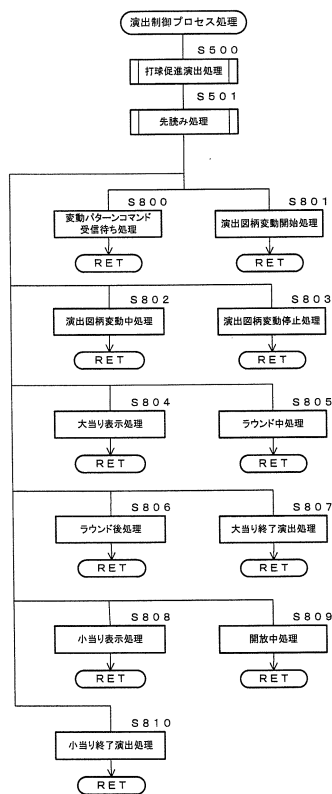 演出制御プロセス処理
S500
打球促進演出処理
S501
先読み処理
S800
変動パターンコマンド
受信待ち処理
RET
S801
演出図柄変動開始処理
RET
S802
演出図柄変動中処理
RET
S803
演出図柄変動停止処理
RET
S804
大当り表示処理
RET
S805
ラウンド中処理
RET
S806
ラウンド後処理
RET
S807
大当り終了演出処理
RET
S808
小当り表示処理
RET
S809
開放中処理
RET
S810
小当り終了演出処理
RET